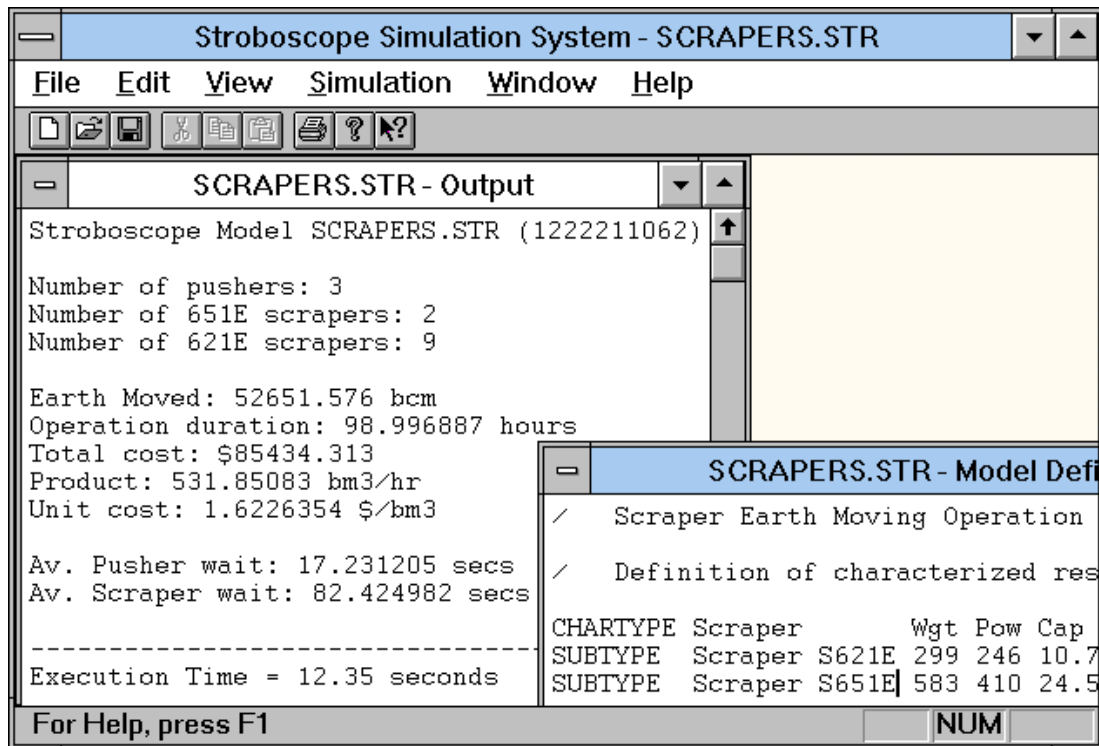 Stroboscope Simulation System - SCRAPERS.STR
File Edit View Simulation Window Help
SCRAPERS.STR - Output
Stroboscope Model SCRAPERS.STR (1222211062)
Number of pushers: 3
Number of 651E scrapers: 2
Number of 621E scrapers: 9
Earth Moved: 52651.576 bcm
Operation duration: 98.996887 hours
Total cost: $85434.313
Product: 531.85083 bm3/hr
Unit cost: 1.6226354 $/bm3
Av. Pusher wait: 17.231205 secs
Av. Scraper wait: 82.424982 secs
--------------------------------------
Execution Time = 12.35 seconds
SCRAPERS.STR - Model Defi
/ Scraper Earth Moving Operation
/ Definition of characterized res
CHARTYPE Scraper Wgt Pow Cap
SUBTYPE Scraper S621E 299 246 10.7
SUBTYPE Scraper S651E 583 410 24.5
For Help, press F1
NUM